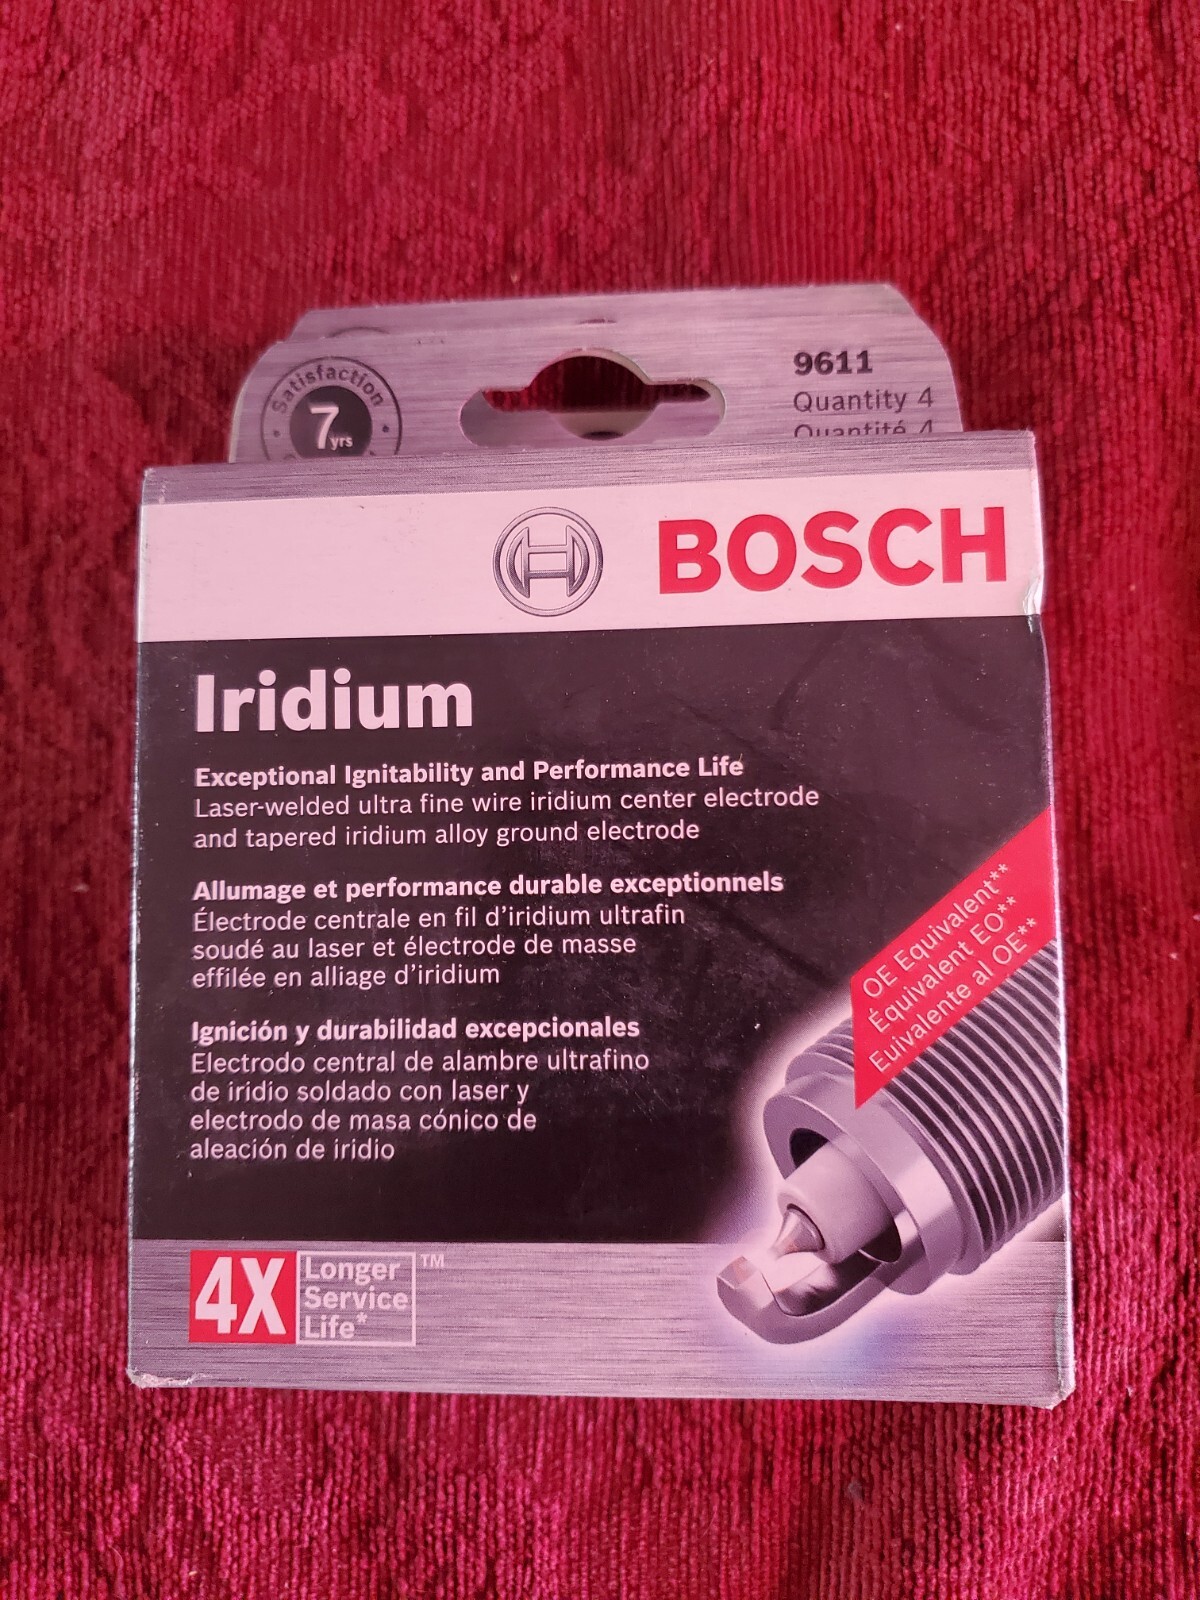 Satisfaction
7 yrs
9611
Quantity 4
Quantité 4
BOSCH
Iridium
Exceptional Ignitability and Performance Life
Laser-welded ultra fine wire iridium center electrode
and tapered iridium alloy ground electrode
Allumage et performance durable exceptionnels
Électrode centrale en fil d'iridium ultrafin
soudé au laser et électrode de masse
effilée en alliage d'iridium
Ignición y durabilidad excepcionales
Electrodo central de alambre ultrafino
de iridio soldado con laser y
electrodo de masa cónico de
aleación de iridio
OE Equivalent**
Équivalent EO**
Euivalente al OE**
4X
Longer
Service
Life*
™